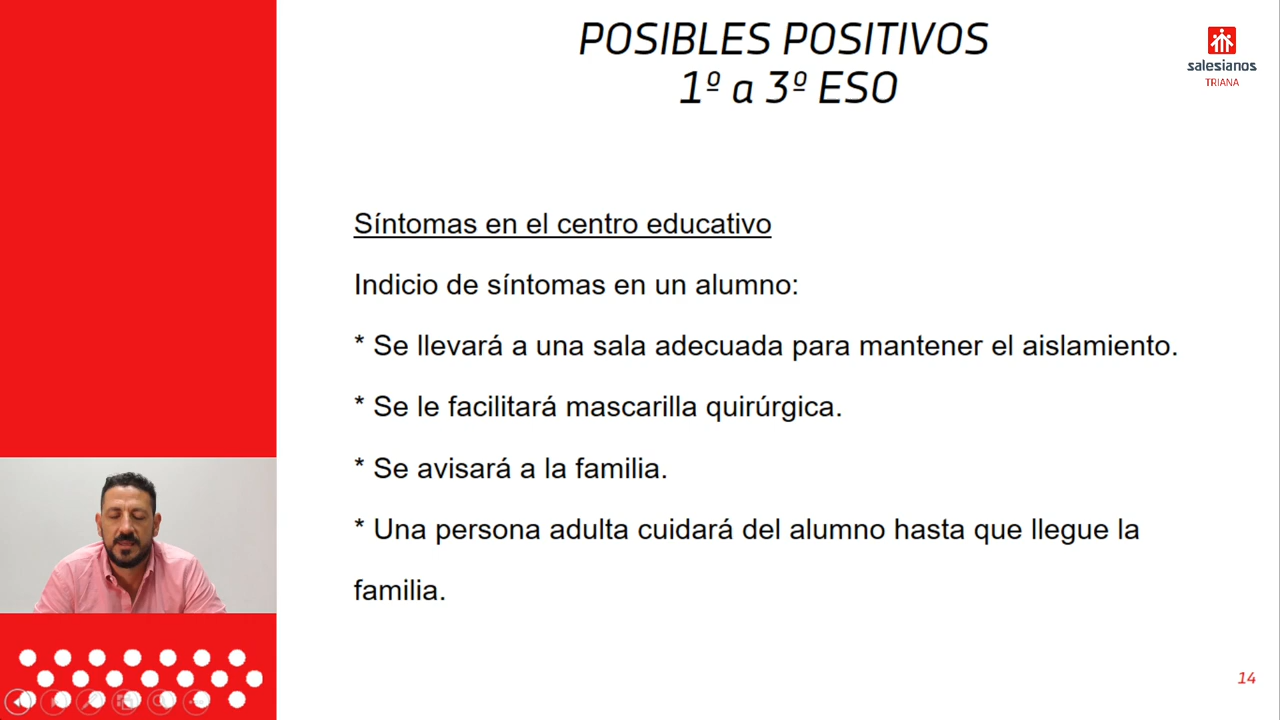 POSIBLES POSITIVOS
1º a 3º ESO
salesianos
TRIANA
Síntomas en el centro educativo
Indicio de síntomas en un alumno:
* Se llevará a una sala adecuada para mantener el aislamiento.
* Se le facilitará mascarilla quirúrgica.
* Se avisará a la familia.
* Una persona adulta cuidará del alumno hasta que llegue la
familia.
14